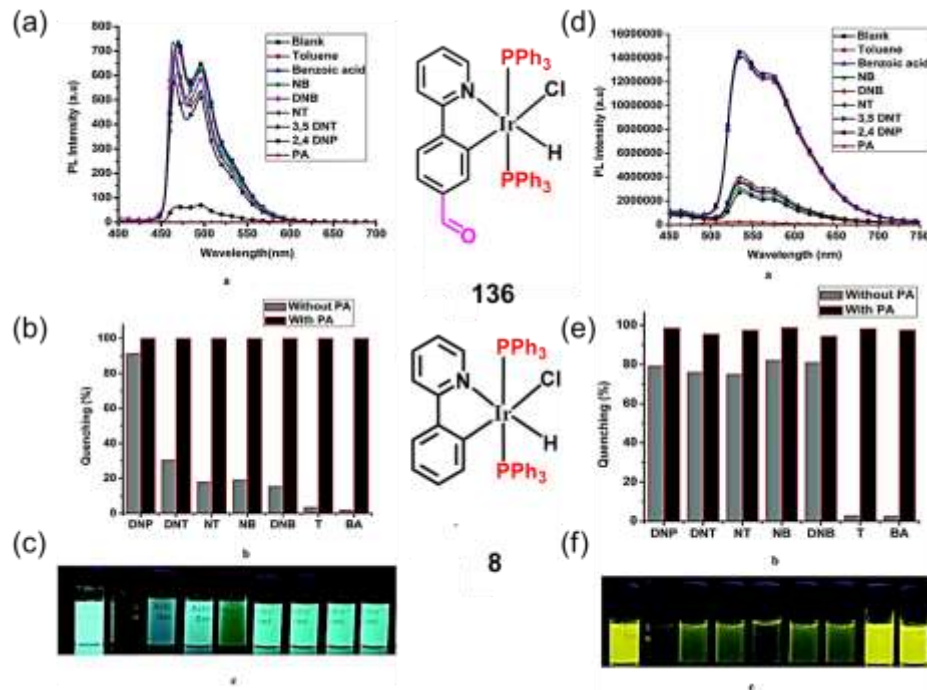 (a)
PL Intensity (a.u)
800
700
600
500
400
300
200
100
0
400 450 500 550 600 650 700
Wavelength(nm)
Blank
Toluene
Benzoic acid
NB
DNB
NT
3,5 DNT
2,4 DNP
PA
a
PPh3
N
Cl
Ir
H
PPh3
O
136
(d)
PL Intensity (a.u)
16000000
14000000
12000000
10000000
8000000
6000000
4000000
2000000
0
450 500 550 600 650 700 750
Wavelength (nm)
Blank
Toluene
Benzoic acid
NB
DNB
NT
3,5 DNT
2,4 DNP
PA
a
(b)
Without PA
With PA
Quenching (%)
100
80
60
40
20
0
DNP DNT NT NB DNB T BA
b
PPh3
N
Cl
Ir
H
PPh3
8
(e)
Without PA
With PA
Quenching (%)
100
80
60
40
20
0
DNP DNT NT NB DNB T BA
b
(c)
(f)
c